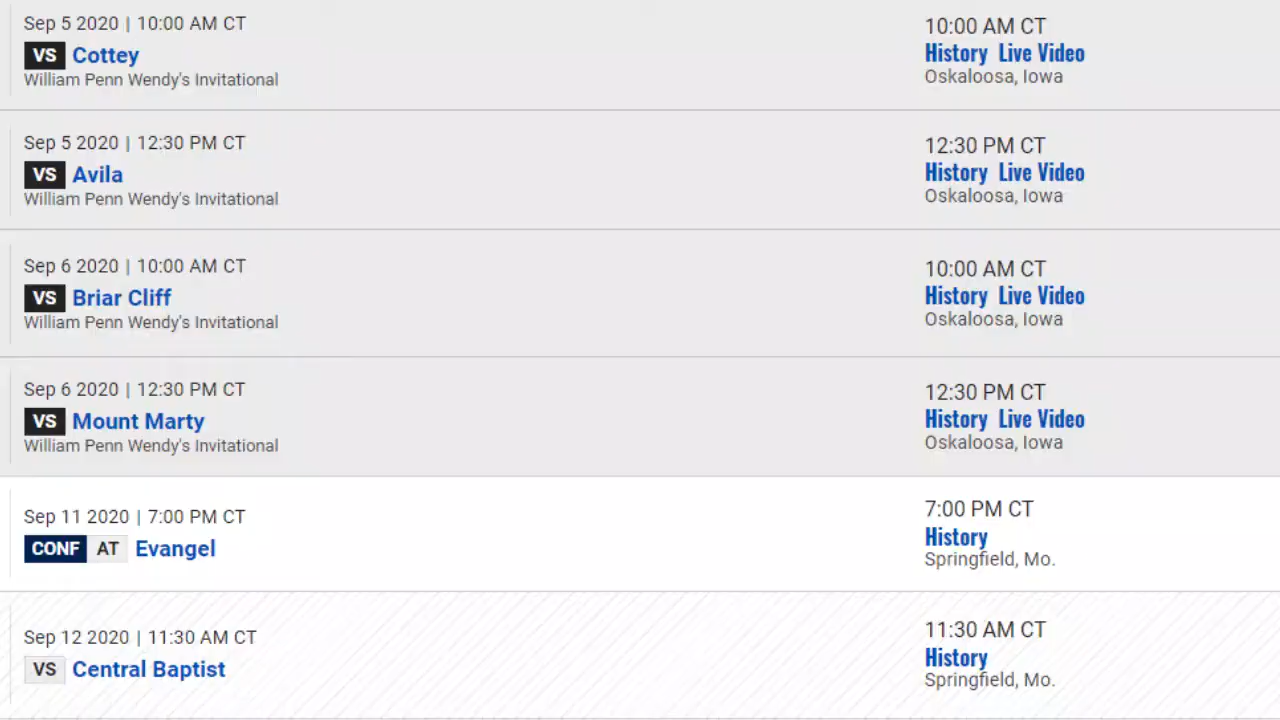 Sep 5 2020 | 10:00 AM CT
VS Cottey
William Penn Wendy's Invitational
10:00 AM CT
History Live Video
Oskaloosa, Iowa
Sep 5 2020 | 12:30 PM CT
VS Avila
William Penn Wendy's Invitational
12:30 PM CT
History Live Video
Oskaloosa, Iowa
Sep 6 2020 | 10:00 AM CT
VS Briar Cliff
William Penn Wendy's Invitational
10:00 AM CT
History Live Video
Oskaloosa, Iowa
Sep 6 2020 | 12:30 PM CT
VS Mount Marty
William Penn Wendy's Invitational
12:30 PM CT
History Live Video
Oskaloosa, Iowa
Sep 11 2020 | 7:00 PM CT
CONF AT Evangel
7:00 PM CT
History
Springfield, Mo.
Sep 12 2020 | 11:30 AM CT
VS Central Baptist
11:30 AM CT
History
Springfield, Mo.